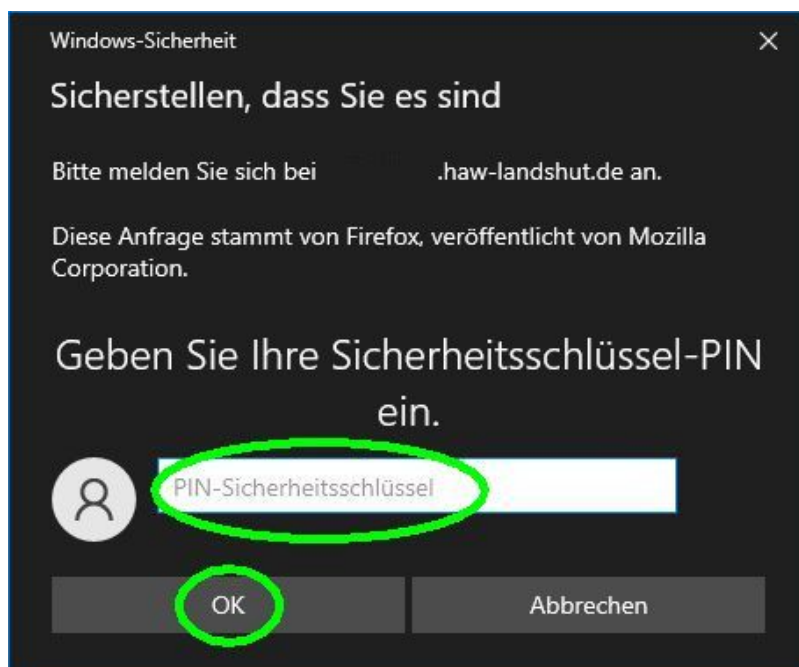 Windows-Sicherheit
Sicherstellen, dass Sie es sind
Bitte melden Sie sich bei .haw-landshut.de an.
Diese Anfrage stammt von Firefox, veröffentlicht von Mozilla
Corporation.
Geben Sie Ihre Sicherheitsschlüssel-PIN
ein.
PIN-Sicherheitsschlüssel
OK
Abbrechen